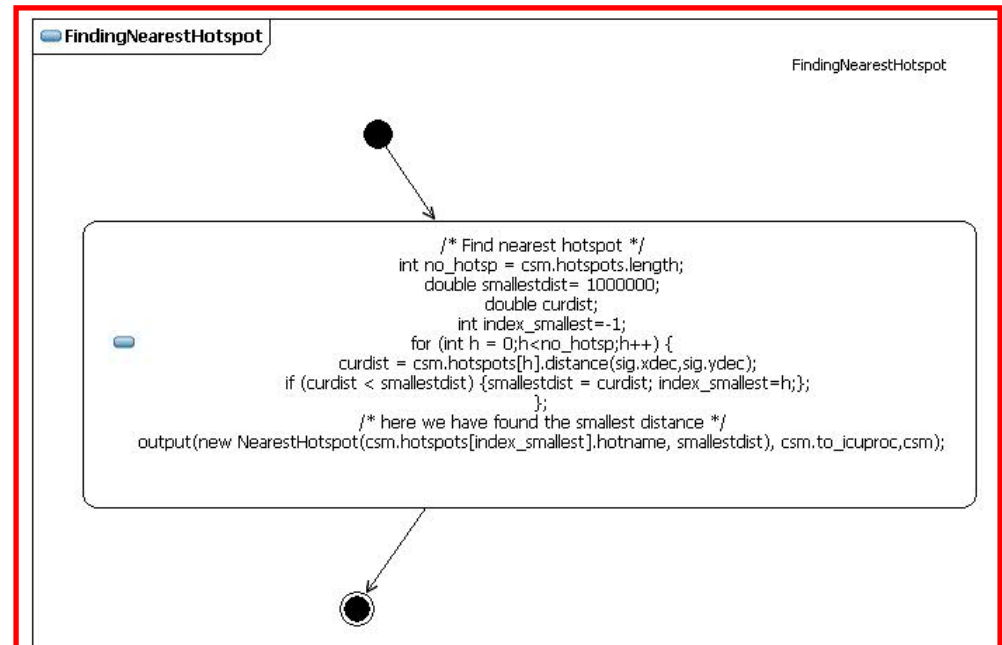 FindingNearestHotspot
FindingNearestHotspot
/* Find nearest hotspot */
int no_hotsp = csm.hotspots.length;
double smallestdist= 1000000;
double curdist;
int index_smallest=-1;
for (int h = 0;h<no_hotsp;h++) {
curdist = csm.hotspots[h].distance(sig.xdec,sig.ydec);
if (curdist < smallestdist) {smallestdist = curdist; index_smallest=h;};
};
/* here we have found the smallest distance */
output(new NearestHotspot(csm.hotspots[index_smallest].hotname, smallestdist), csm.to_icuproc,csm);